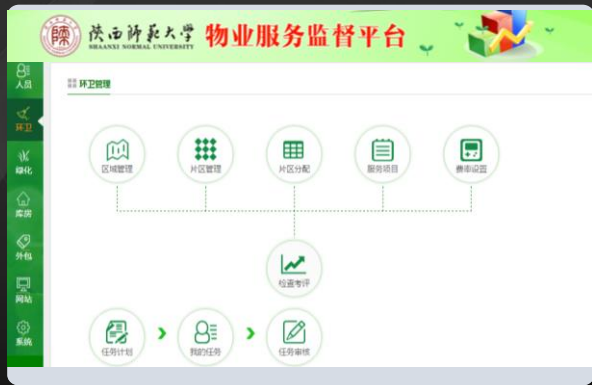 陕西师范大学
SHAANXI NORMAL UNIVERSITY
物业服务监督平台
人员
环卫
绿化
库房
外包
网站
系统
环卫管理
区域管理
片区管理
片区分配
服务项目
费率设置
检查考评
任务计划
我的任务
任务审核